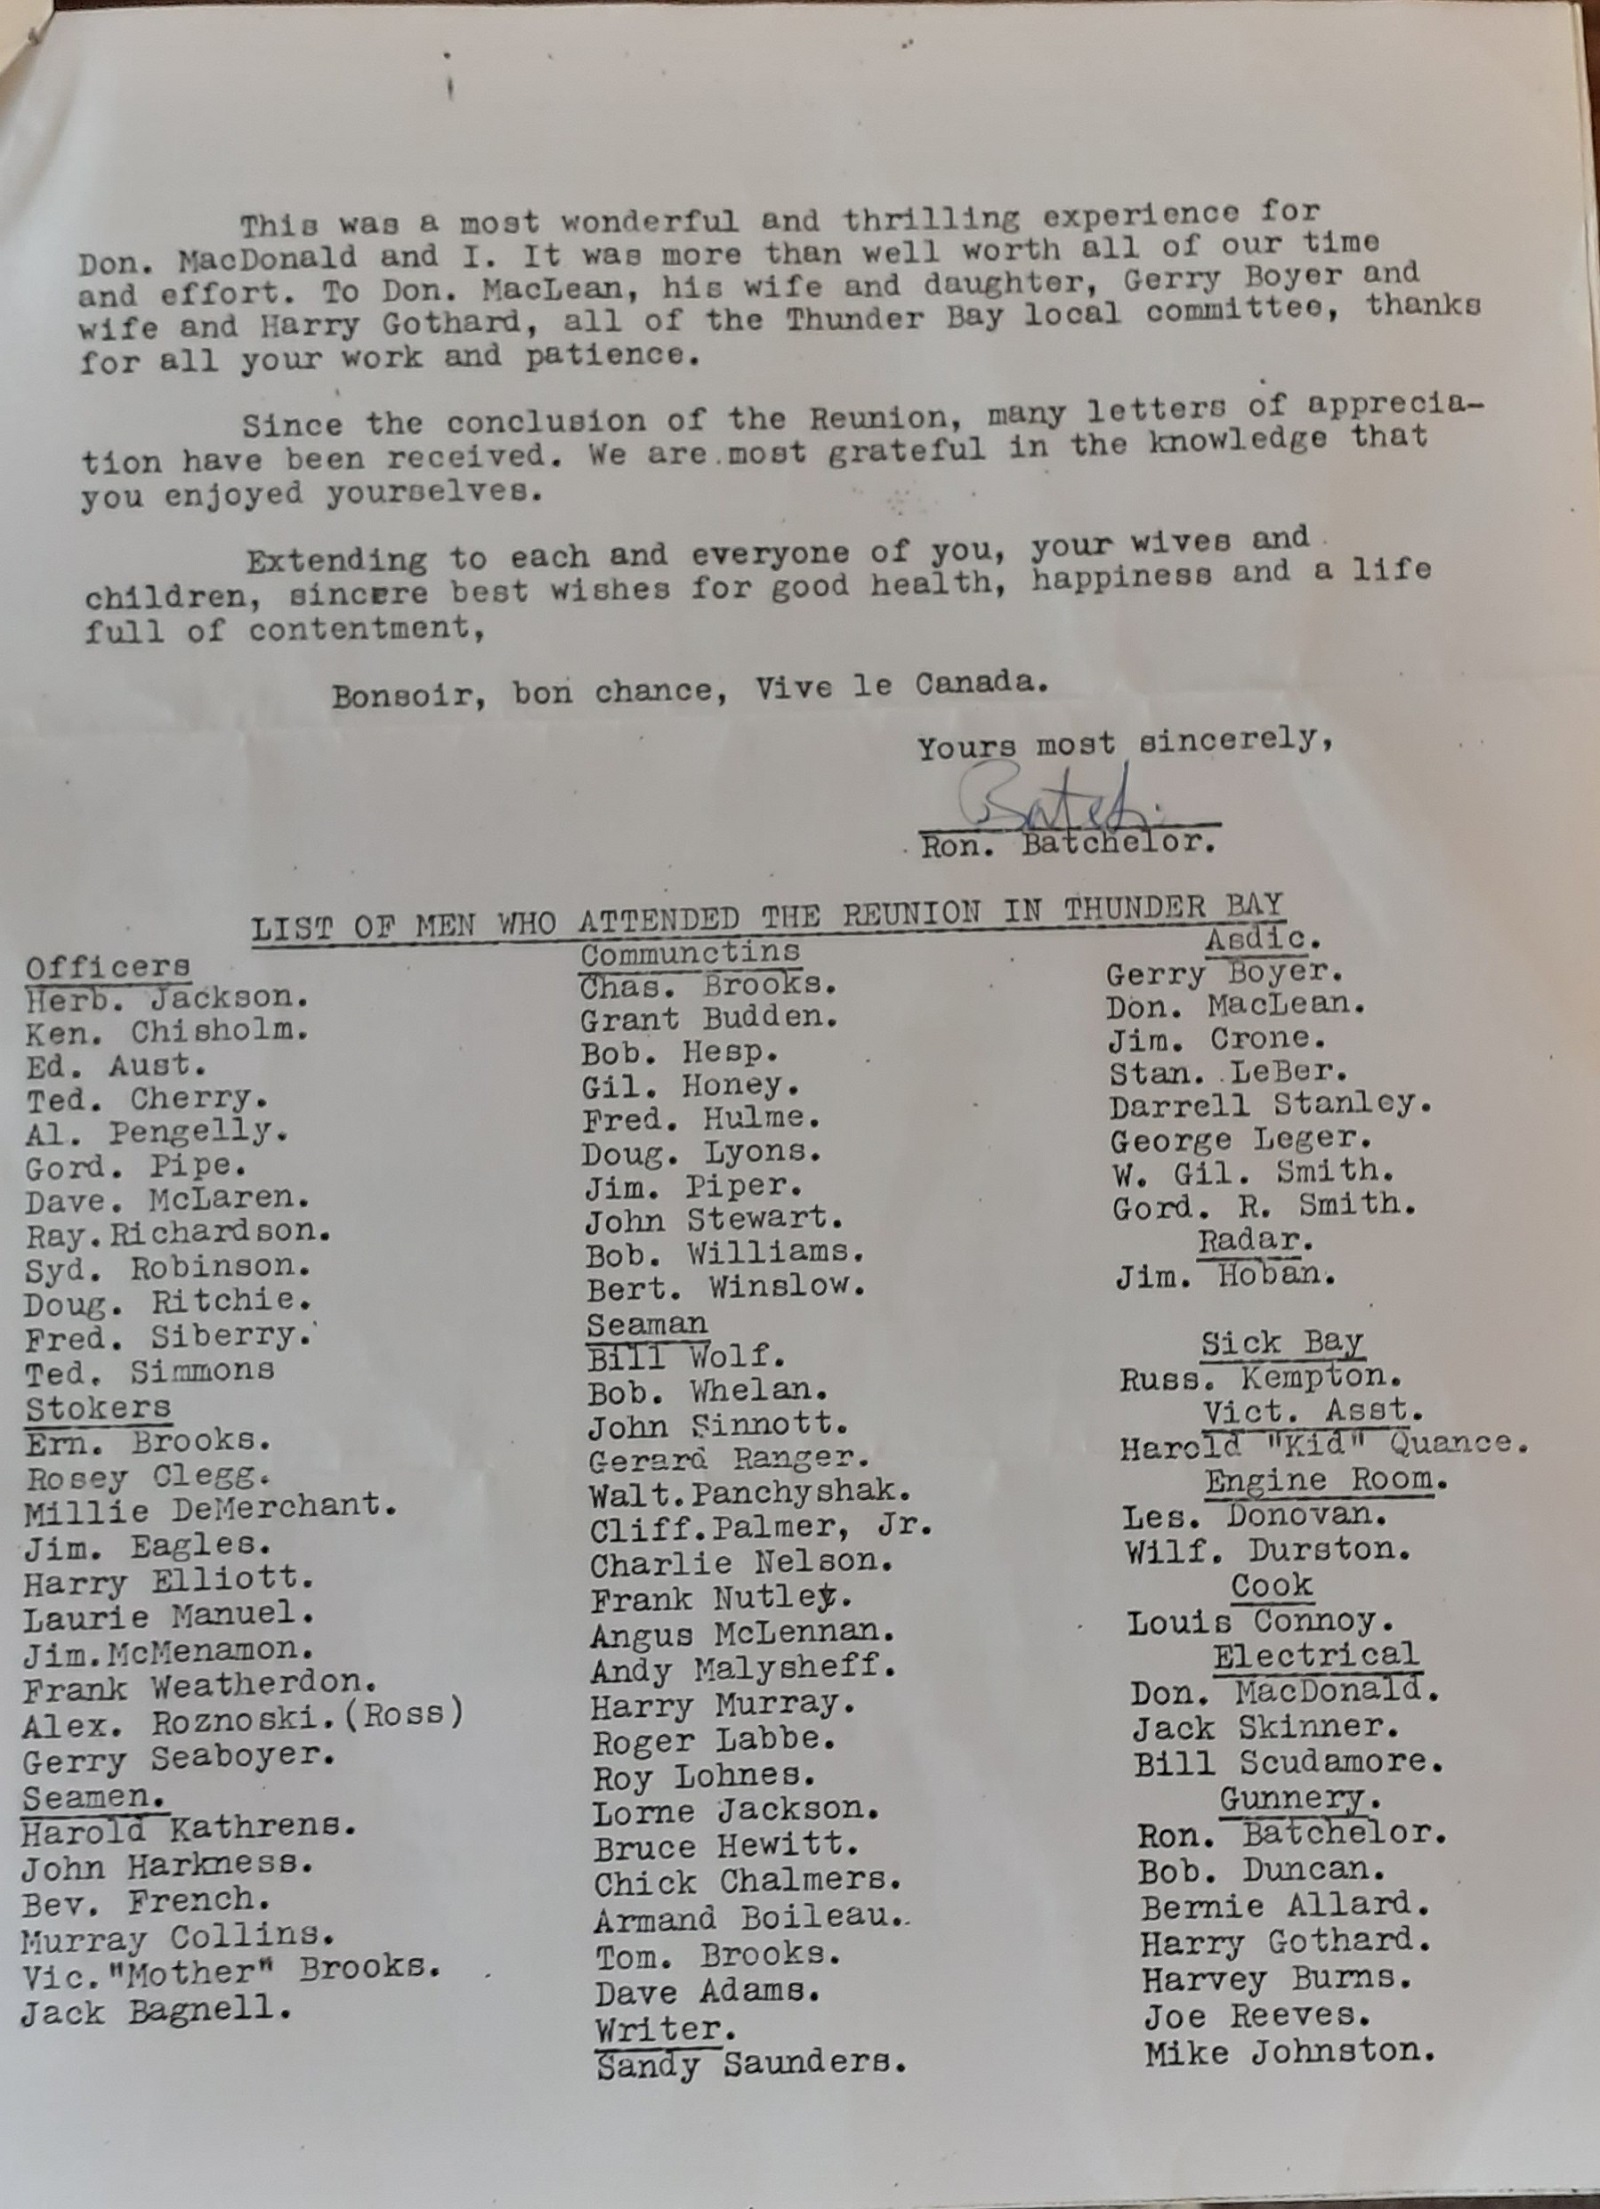 This was a most wonderful and thrilling experience for
Don. MacDonald and I. It was more than well worth all of our time
and effort. To Don. MacLean, his wife and daughter, Gerry Boyer and
wife and Harry Gothard, all of the Thunder Bay local committee, thanks
for all your work and patience.
Since the conclusion of the Reunion, many letters of apprecia-
tion have been received. We are most grateful in the knowledge that
you enjoyed yourselves.
Extending to each and everyone of you, your wives and
children, sincere best wishes for good health, happiness and a life
full of contentment,
Bonsoir, bon chance, Vive le Canada.
Yours most sincerely,
Batch.
Ron. Batchelor.
LIST OF MEN WHO ATTENDED THE REUNION IN THUNDER BAY
Officers
Herb. Jackson.
Ken. Chisholm.
Ed. Aust.
Ted. Cherry.
Al. Pengelly.
Gord. Pipe.
Dave. McLaren.
Ray. Richardson.
Syd. Robinson.
Doug. Ritchie.
Fred. Siberry.
Ted. Simmons
Stokers
Ern. Brooks.
Rosey Clegg.
Millie DeMerchant.
Jim. Eagles.
Harry Elliott.
Laurie Manuel.
Jim.McMenamon.
Frank Weatherdon.
Alex. Roznoski.(Ross)
Gerry Seaboyer.
Seamen.
Harold Kathrens.
John Harkness.
Bev. French.
Murray Collins.
Vic."Mother" Brooks.
Jack Bagnell.
Communctins
Chas. Brooks.
Grant Budden.
Bob. Hesp.
Gil. Honey.
Fred. Hulme.
Doug. Lyons.
Jim. Piper.
John Stewart.
Bob. Williams.
Bert. Winslow.
Seaman
Bill Wolf.
Bob. Whelan.
John Sinnott.
Gerard Ranger.
Walt.Panchyshak.
Cliff.Palmer, Jr.
Charlie Nelson.
Frank Nutley.
Angus McLennan.
Andy Malysheff.
Harry Murray.
Roger Labbe.
Roy Lohnes.
Lorne Jackson.
Bruce Hewitt.
Chick Chalmers.
Armand Boileau.
Tom. Brooks.
Dave Adams.
Writer.
Sandy Saunders.
Asdic.
Gerry Boyer.
Don. MacLean.
Jim. Crone.
Stan. LeBer.
Darrell Stanley.
George Leger.
W. Gil. Smith.
Gord. R. Smith.
Radar.
Jim. Hoban.
Sick Bay
Russ. Kempton.
Vict. Asst.
Harold "Kid" Quance.
Engine Room.
Les. Donovan.
Wilf. Durston.
Cook
Louis Connoy.
Electrical
Don. MacDonald.
Jack Skinner.
Bill Scudamore.
Gunnery.
Ron. Batchelor.
Bob. Duncan.
Bernie Allard.
Harry Gothard.
Harvey Burns.
Joe Reeves.
Mike Johnston.